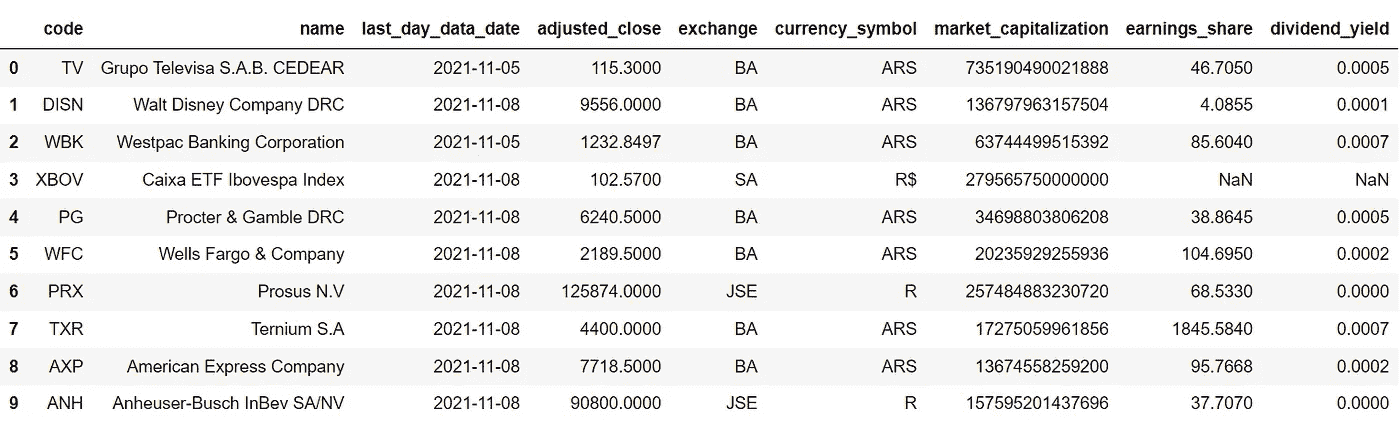 code name last_day_data_date adjusted_close exchange currency_symbol market_capitalization earnings_share dividend_yield
0 TV Grupo Televisa S.A.B. CEDEAR 2021-11-05 115.3000 BA ARS 735190490021888 46.7050 0.0005
1 DISN Walt Disney Company DRC 2021-11-08 9556.0000 BA ARS 136797963157504 4.0855 0.0001
2 WBK Westpac Banking Corporation 2021-11-05 1232.8497 BA ARS 63744499515392 85.6040 0.0007
3 XBOV Caixa ETF Ibovespa Index 2021-11-08 102.5700 SA R$ 279565750000000 NaN NaN
4 PG Procter & Gamble DRC 2021-11-08 6240.5000 BA ARS 34698803806208 38.8645 0.0005
5 WFC Wells Fargo & Company 2021-11-08 2189.5000 BA ARS 20235929255936 104.6950 0.0002
6 PRX Prosus N.V 2021-11-08 125874.0000 JSE R 257484883230720 68.5330 0.0000
7 TXR Ternium S.A 2021-11-08 4400.0000 BA ARS 17275059961856 1845.5840 0.0007
8 AXP American Express Company 2021-11-08 7718.5000 BA ARS 13674558259200 95.7668 0.0002
9 ANH Anheuser-Busch InBev SA/NV 2021-11-08 90800.0000 JSE R 157595201437696 37.7070 0.0000